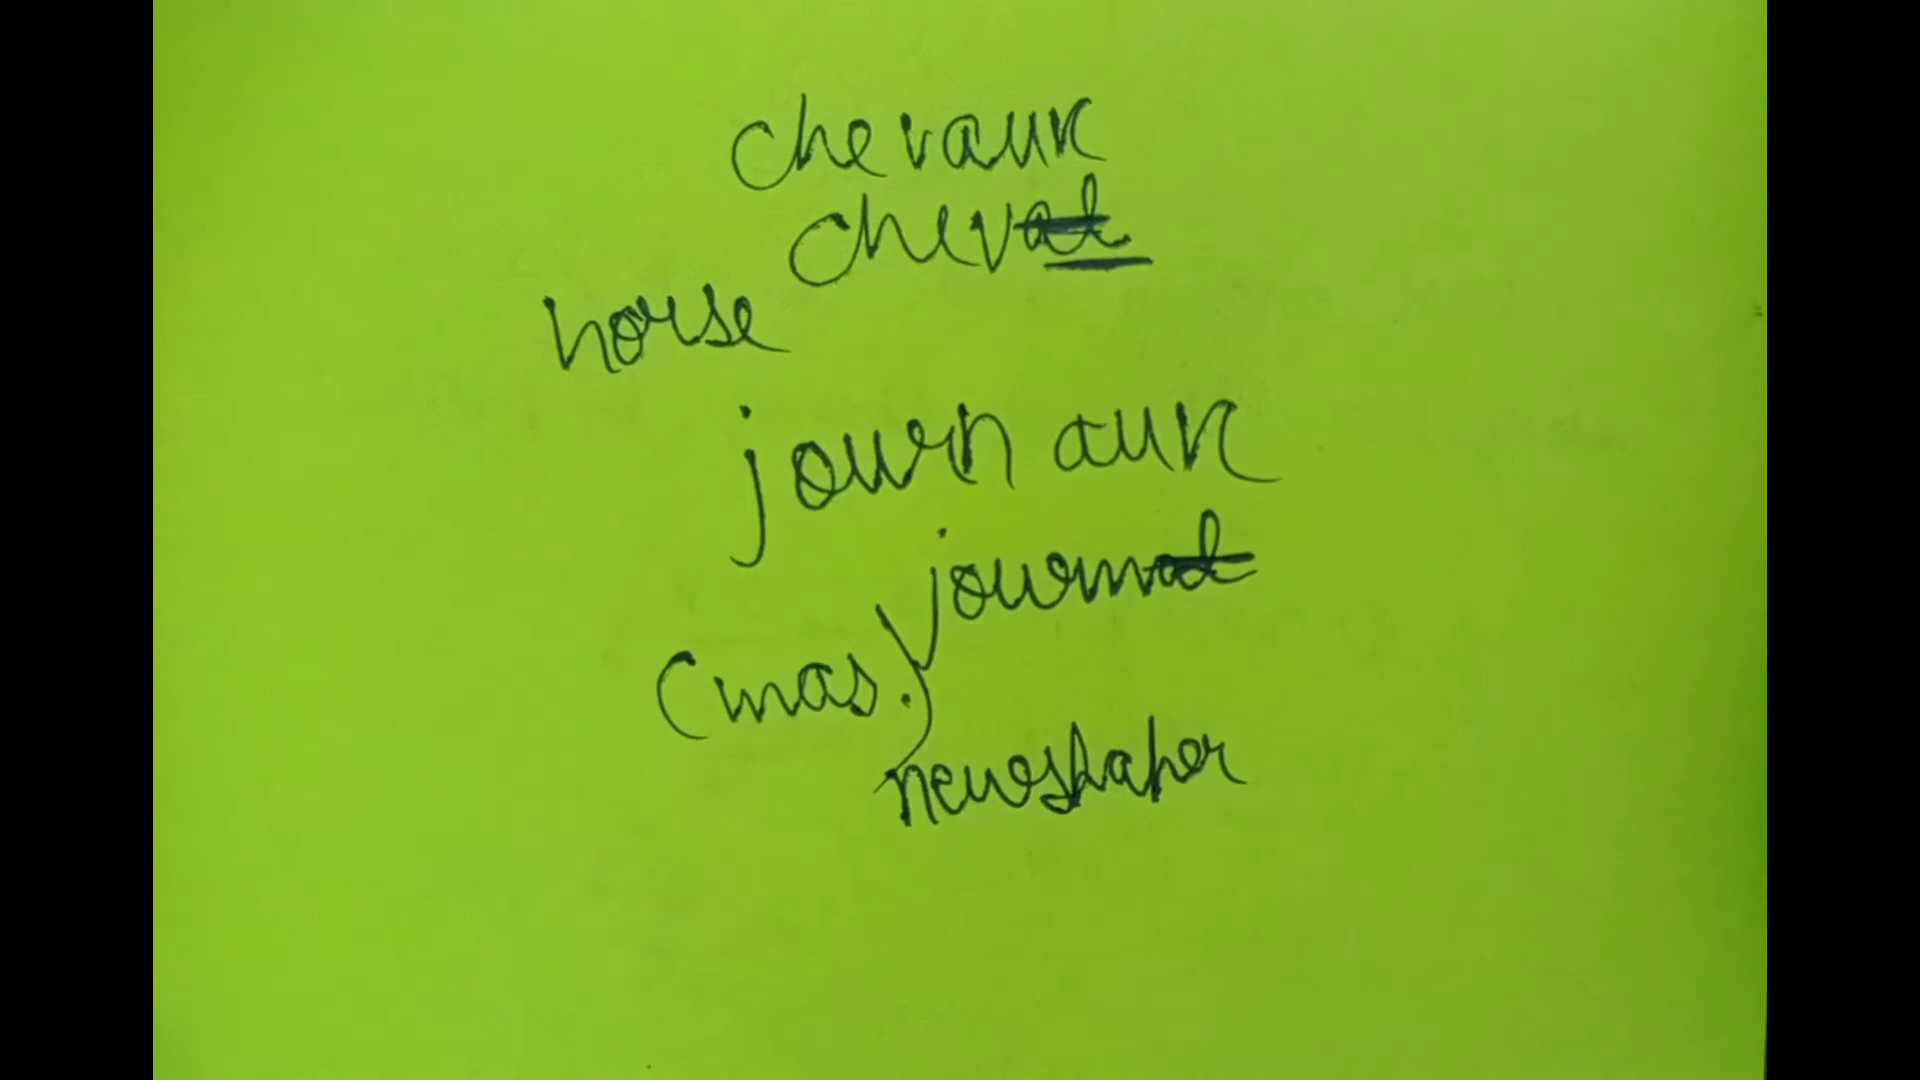 chevaux
cheval
horse
journaux
journal
(mas.)
newspaper